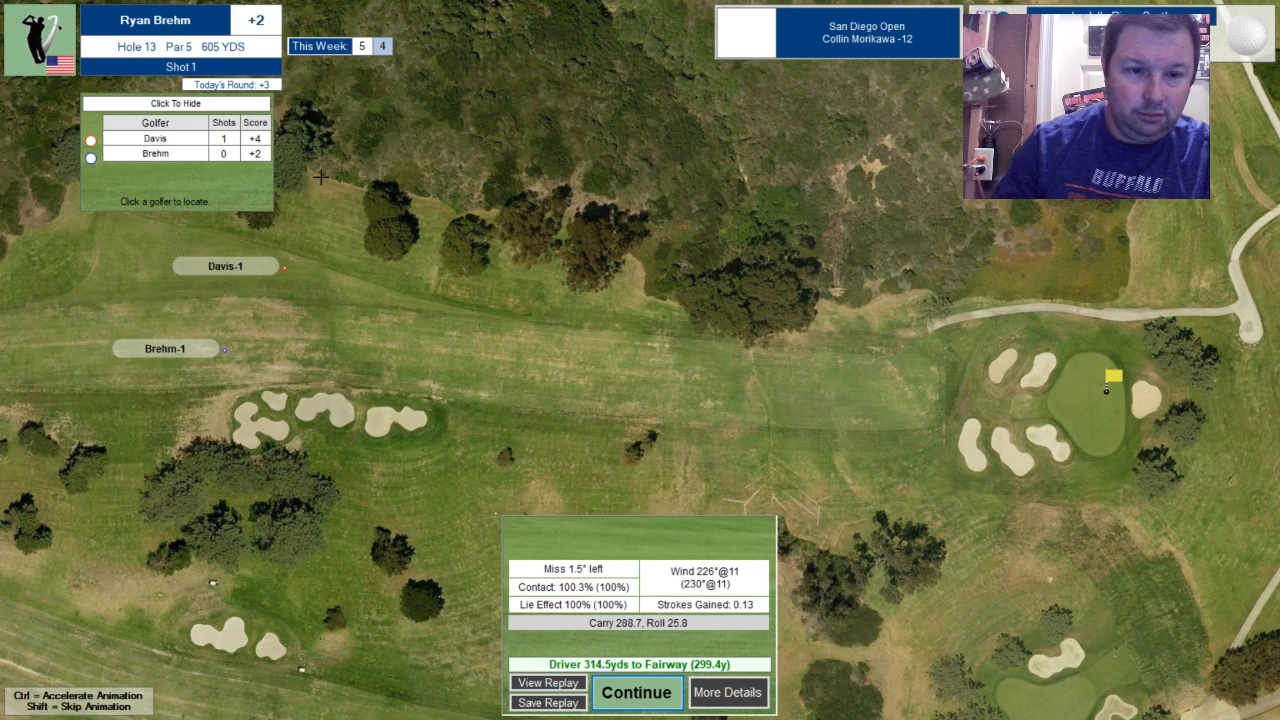 Ryan Brehm
+2
Hole 13 Par 5 605 YDS
Shot 1
This Week: 5 4
Today's Round: +3
Click To Hide
Golfer Shots Score
Davis 1 +4
Brehm 0 +2
Click a golfer to locate.
San Diego Open
Collin Morikawa -12
BUFFALO
Davis-1
Brehm-1
Miss 1.5° left
Contact: 100.3% (100%)
Lie Effect 100% (100%)
Wind 226°@11
(230°@11)
Strokes Gained: 0.13
Carry 288.7, Roll 25.8
Driver 314.5yds to Fairway (299.4y)
View Replay
Save Replay
Continue
More Details
Ctrl = Accelerate Animation
Shift = Skip Animation